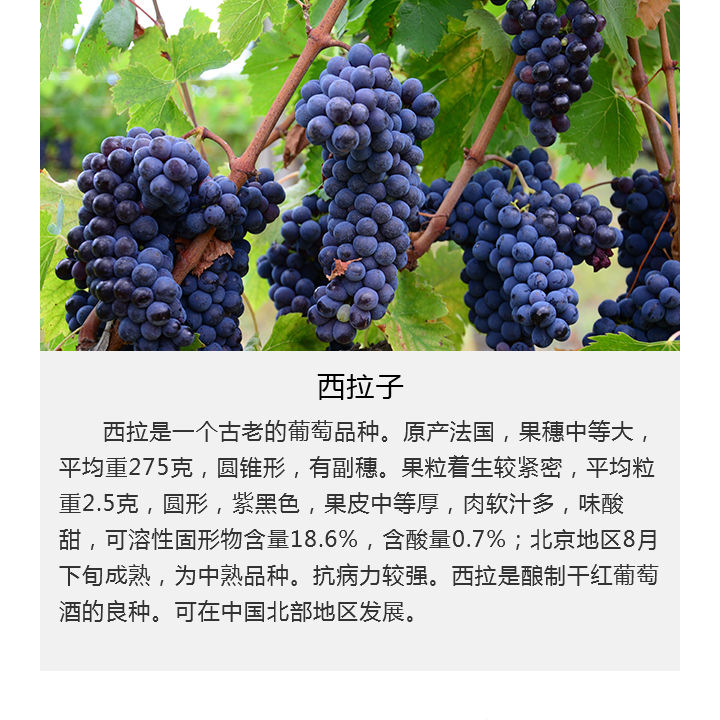 西拉子
西拉是一个古老的葡萄品种。原产法国，果穗中等大，
平均重275克，圆锥形，有副穗。果粒着生较紧密，平均粒
重2.5克，圆形，紫黑色，果皮中等厚，肉软汁多，味酸
甜，可溶性固形物含量18.6%，含酸量0.7%；北京地区8月
下旬成熟，为中熟品种。抗病力较强。西拉是酿制干红葡萄
酒的良种。可在中国北部地区发展。